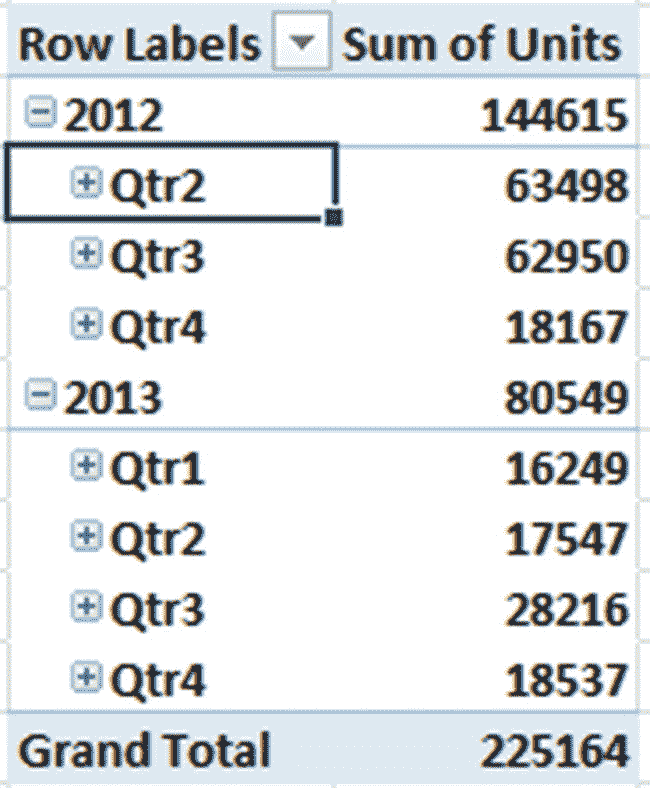 Row Labels Sum of Units
2012 144615
Qtr2 63498
Qtr3 62950
Qtr4 18167
2013 80549
Qtr1 16249
Qtr2 17547
Qtr3 28216
Qtr4 18537
Grand Total 225164